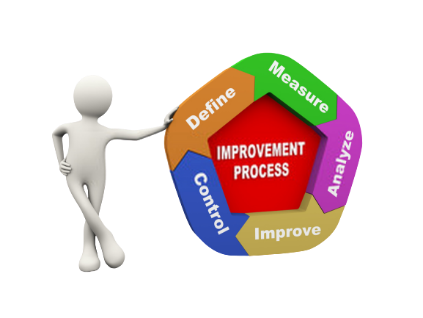 Define
Measure
Analyze
Improve
Control
IMPROVEMENT
PROCESS